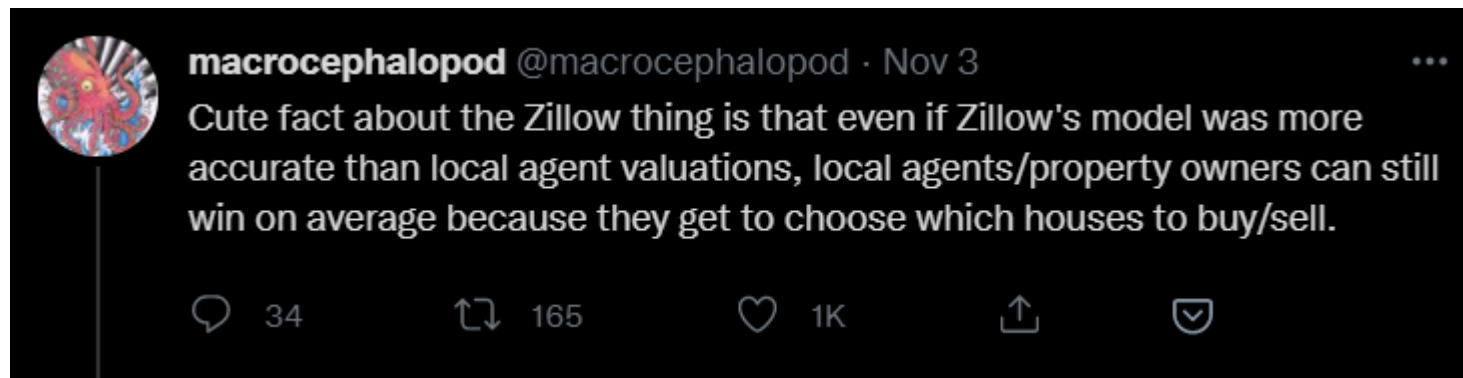 macrocephalopod @macrocephalopod · Nov 3
Cute fact about the Zillow thing is that even if Zillow's model was more
accurate than local agent valuations, local agents/property owners can still
win on average because they get to choose which houses to buy/sell.
34 165 1K